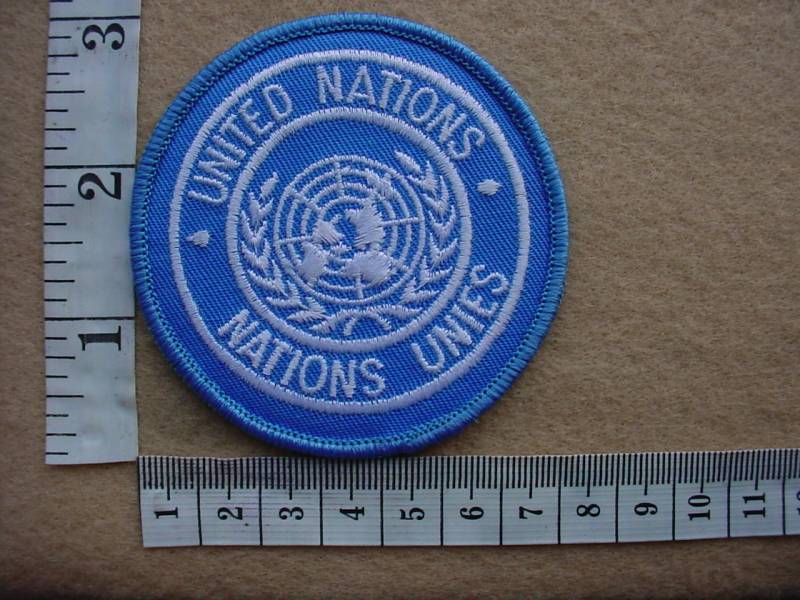 UNITED NATIONS
NATIONS UNIES
3
2
1
1 2 3 4 5 6 7 8 9 10 11